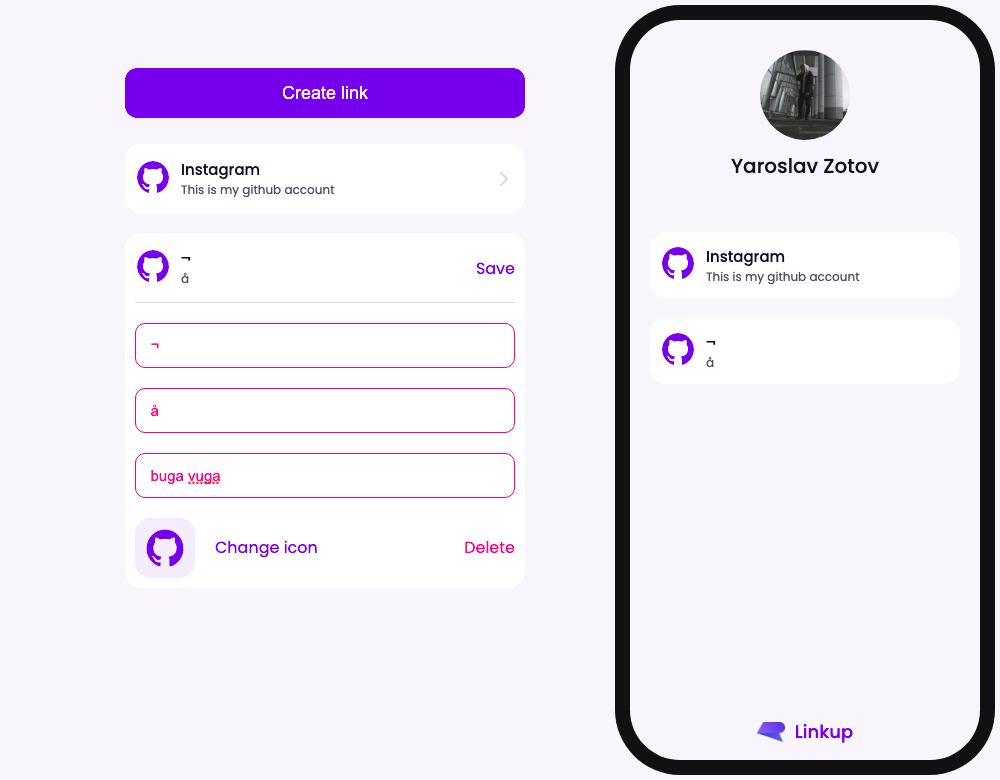 Create link
Instagram
This is my github account
¬
å
Save
¬
å
buga vuga
Change icon
Delete
Yaroslav Zotov
Instagram
This is my github account
¬
å
Linkup